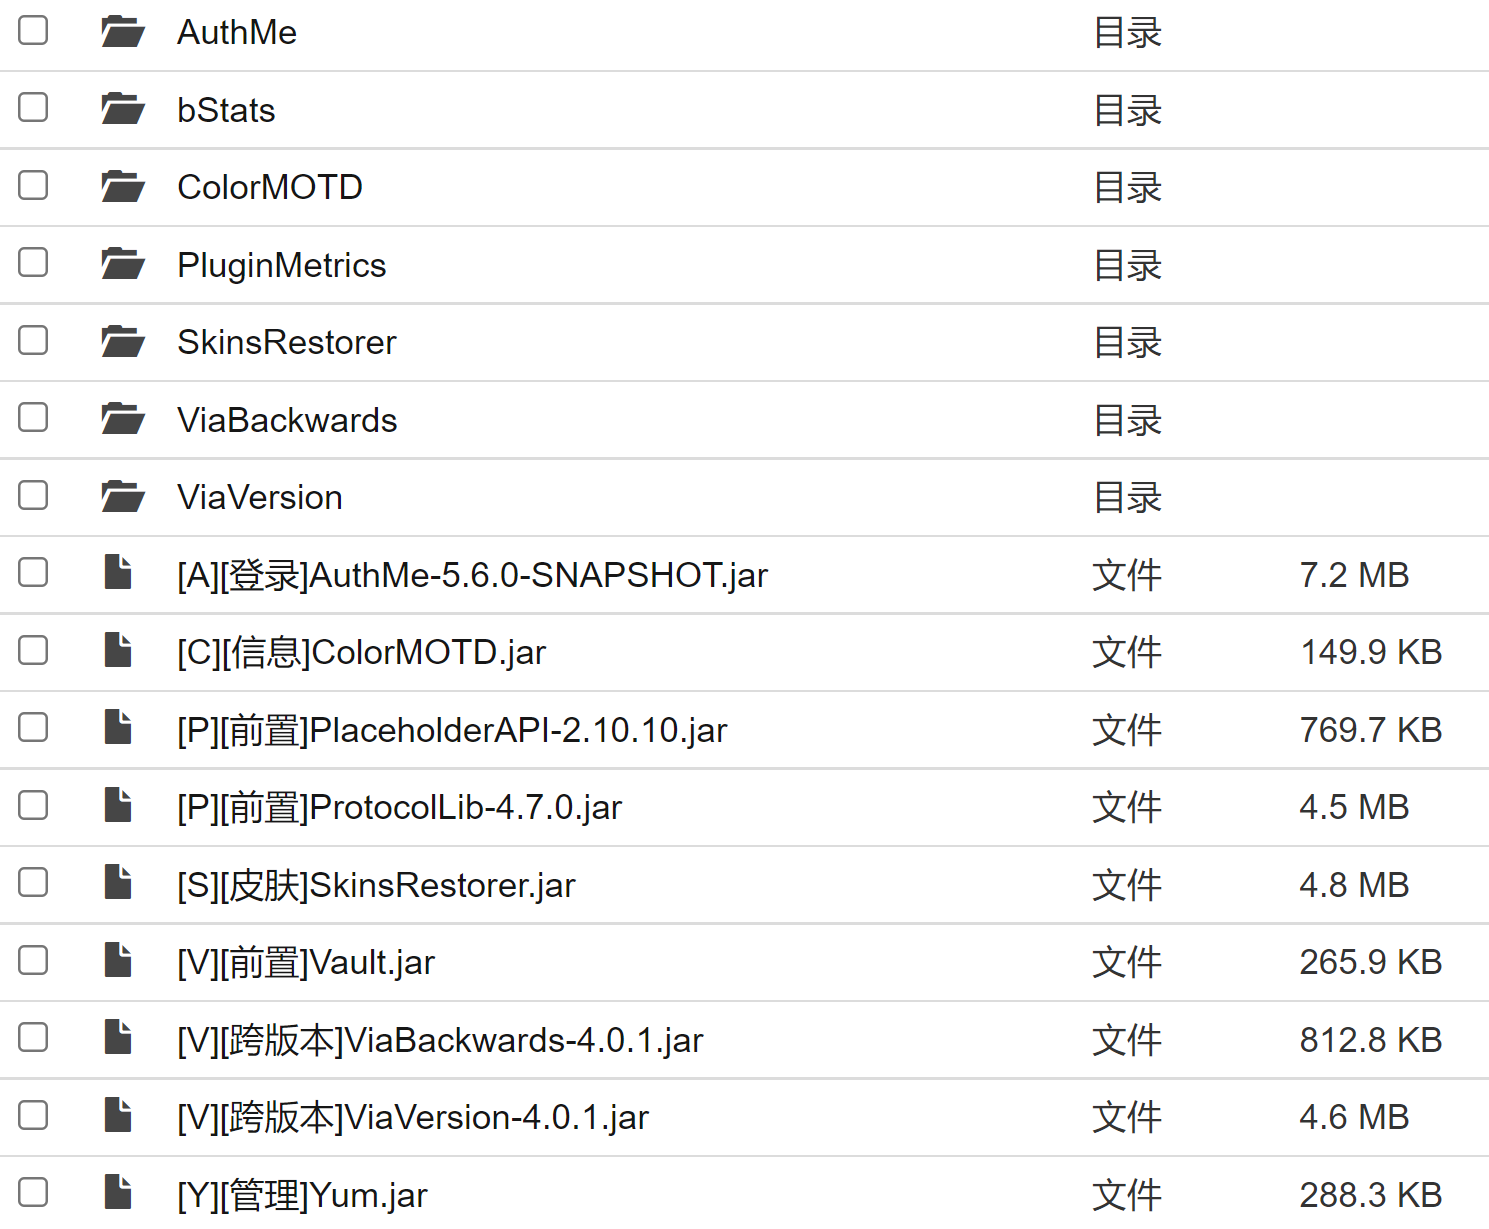 AuthMe 目录
bStats 目录
ColorMOTD 目录
PluginMetrics 目录
SkinsRestorer 目录
ViaBackwards 目录
ViaVersion 目录
[A][登录]AuthMe-5.6.0-SNAPSHOT.jar 文件 7.2 MB
[C][信息]ColorMOTD.jar 文件 149.9 KB
[P][前置]PlaceholderAPI-2.10.10.jar 文件 769.7 KB
[P][前置]ProtocolLib-4.7.0.jar 文件 4.5 MB
[S][皮肤]SkinsRestorer.jar 文件 4.8 MB
[V][前置]Vault.jar 文件 265.9 KB
[V][跨版本]ViaBackwards-4.0.1.jar 文件 812.8 KB
[V][跨版本]ViaVersion-4.0.1.jar 文件 4.6 MB
[Y][管理]Yum.jar 文件 288.3 KB